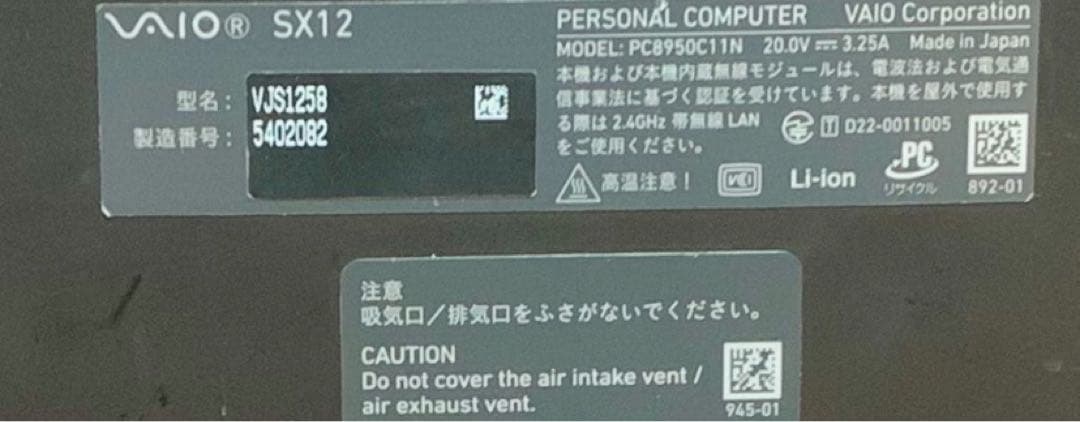 VAIO® SX12
型名: VJS1258
製造番号: 5402082
PERSONAL COMPUTER VAIO Corporation
MODEL: PC8950C11N 20.0V⎓3.25A Made in Japan
本機および本機内蔵無線モジュールは、電波法および電気通
信事業法に基づく認証を受けています。本機を屋外で使用す
る際は 2.4GHz 帯無線 LAN
をご使用ください。
T D22-0011005
高温注意!
VCI
Li-ion
PC
リサイクル
892-01
注意
吸気口/排気口をふさがないでください。
CAUTION
Do not cover the air intake vent /
air exhaust vent.
945-01